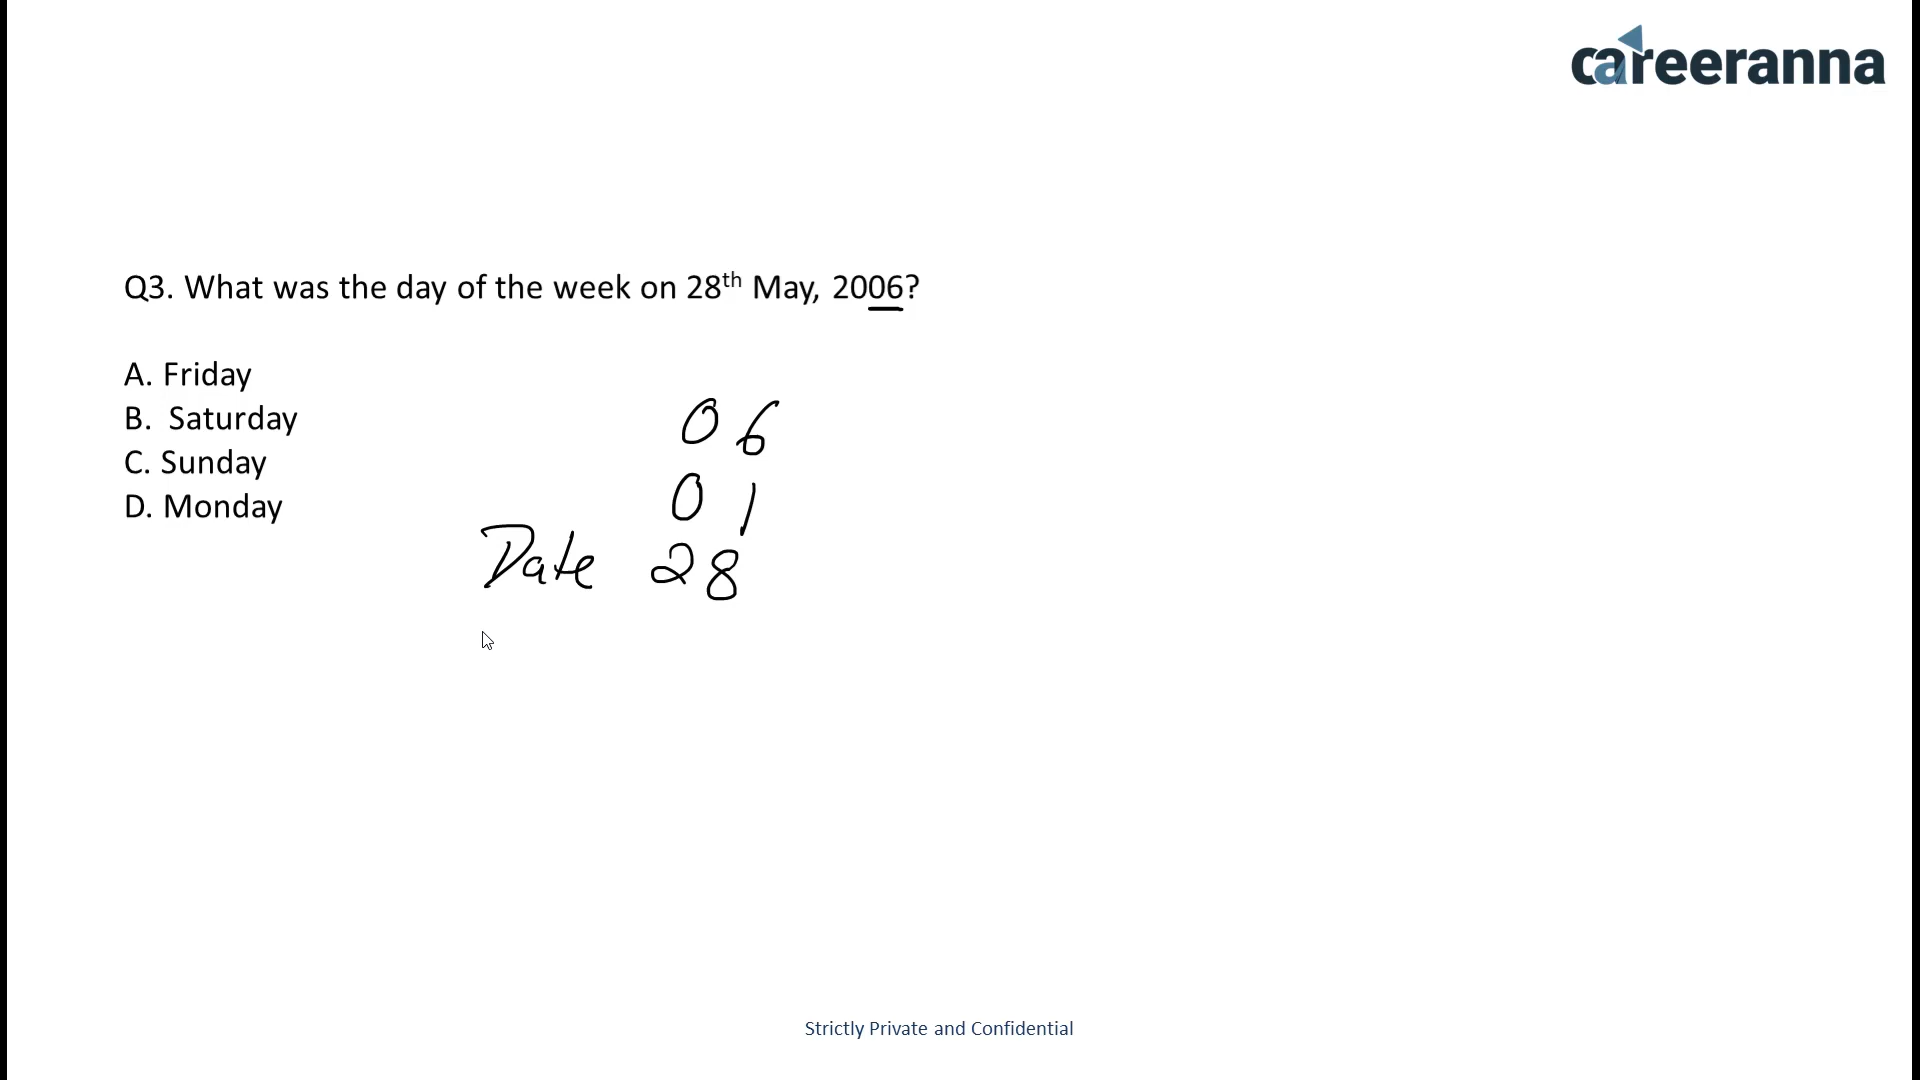 careeranna
Q3. What was the day of the week on 28th May, 2006?
A. Friday
B. Saturday
C. Sunday
D. Monday
06
01
Date 28
Strictly Private and Confidential